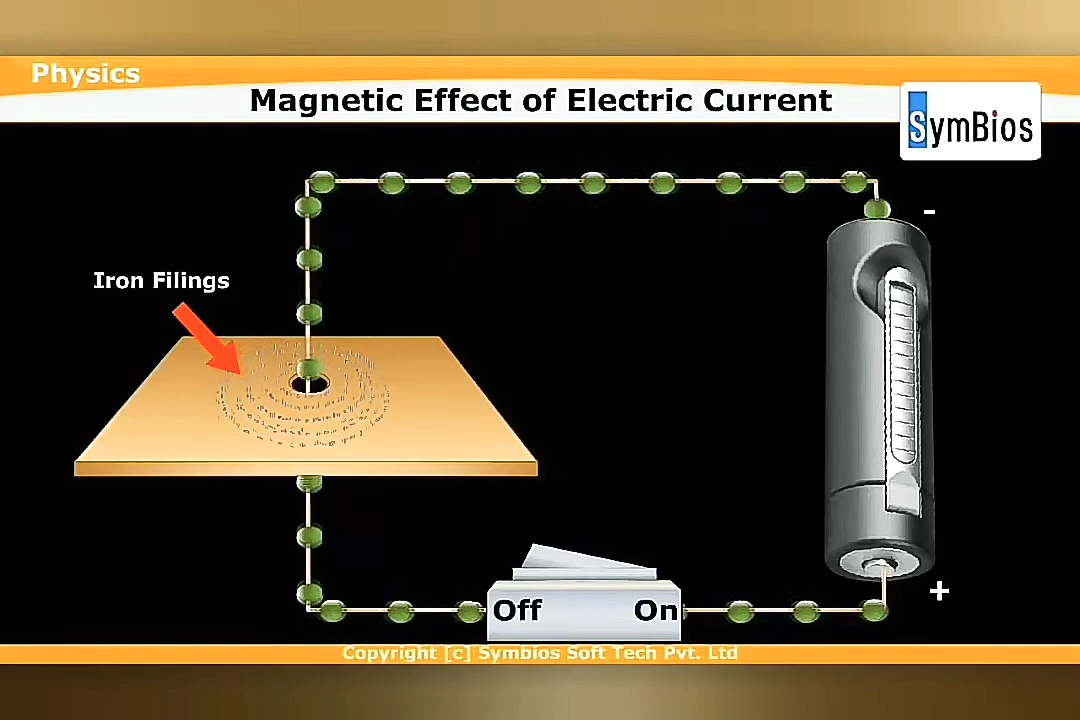 Physics
Magnetic Effect of Electric Current
SymBios
-
Iron Filings
+
Off On
Copyright [c] Symbios Soft Tech Pvt. Ltd